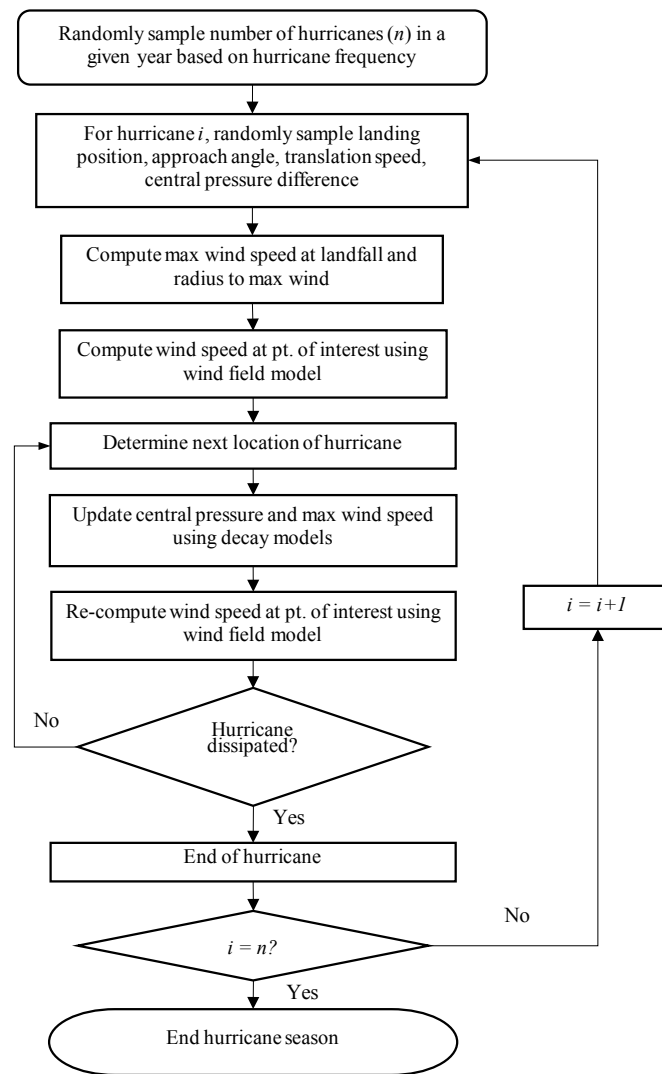 Randomly sample number of hurricanes (n) in a
given year based on hurricane frequency
For hurricane i, randomly sample landing
position, approach angle, translation speed,
central pressure difference
Compute max wind speed at landfall and
radius to max wind
Compute wind speed at pt. of interest using
wind field model
Determine next location of hurricane
Update central pressure and max wind speed
using decay models
Re-compute wind speed at pt. of interest using
wind field model
i = i+1
No
Hurricane
dissipated?
Yes
End of hurricane
No
i = n?
Yes
End hurricane season